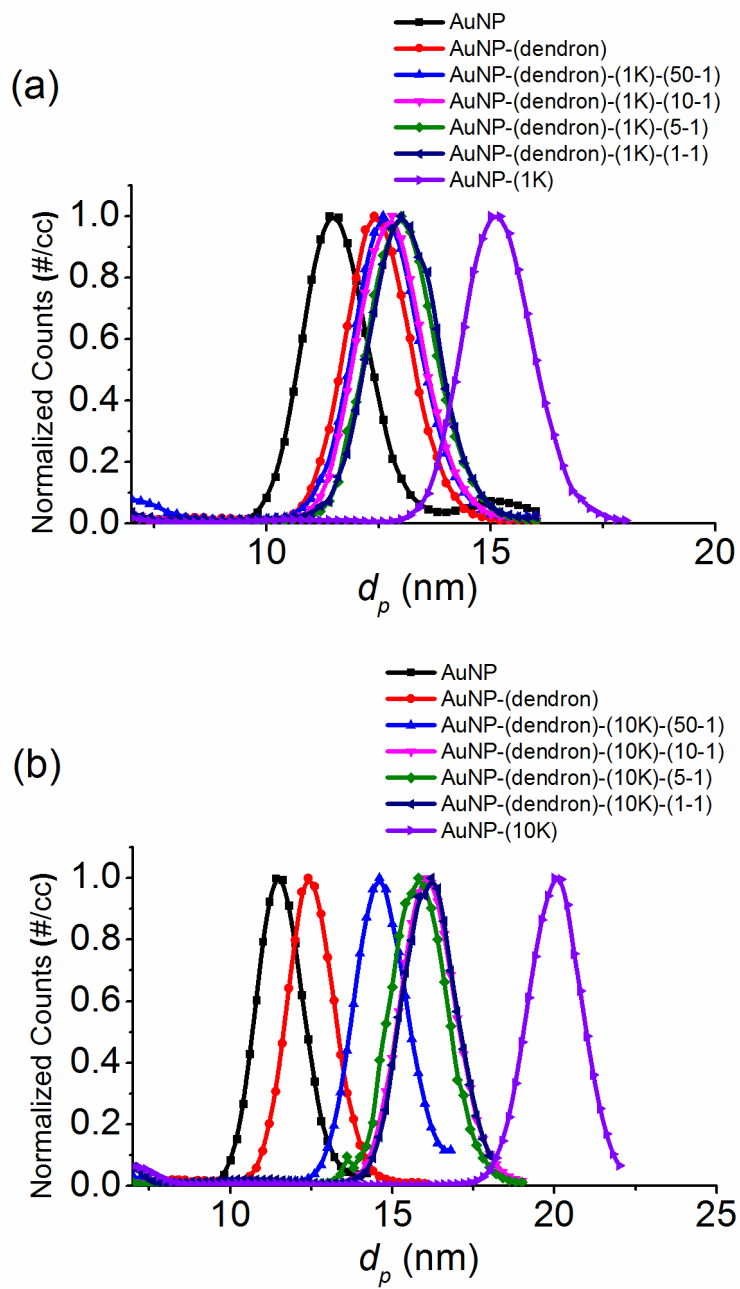 (a)
AuNP
AuNP-(dendron)
AuNP-(dendron)-(1K)-(50-1)
AuNP-(dendron)-(1K)-(10-1)
AuNP-(dendron)-(1K)-(5-1)
AuNP-(dendron)-(1K)-(1-1)
AuNP-(1K)
Normalized Counts (#/cc)
1.0
0.8
0.6
0.4
0.2
0.0
10 15 20
dp (nm)
(b)
AuNP
AuNP-(dendron)
AuNP-(dendron)-(10K)-(50-1)
AuNP-(dendron)-(10K)-(10-1)
AuNP-(dendron)-(10K)-(5-1)
AuNP-(dendron)-(10K)-(1-1)
AuNP-(10K)
Normalized Counts (#/cc)
1.0
0.8
0.6
0.4
0.2
0.0
10 15 20 25
dp (nm)